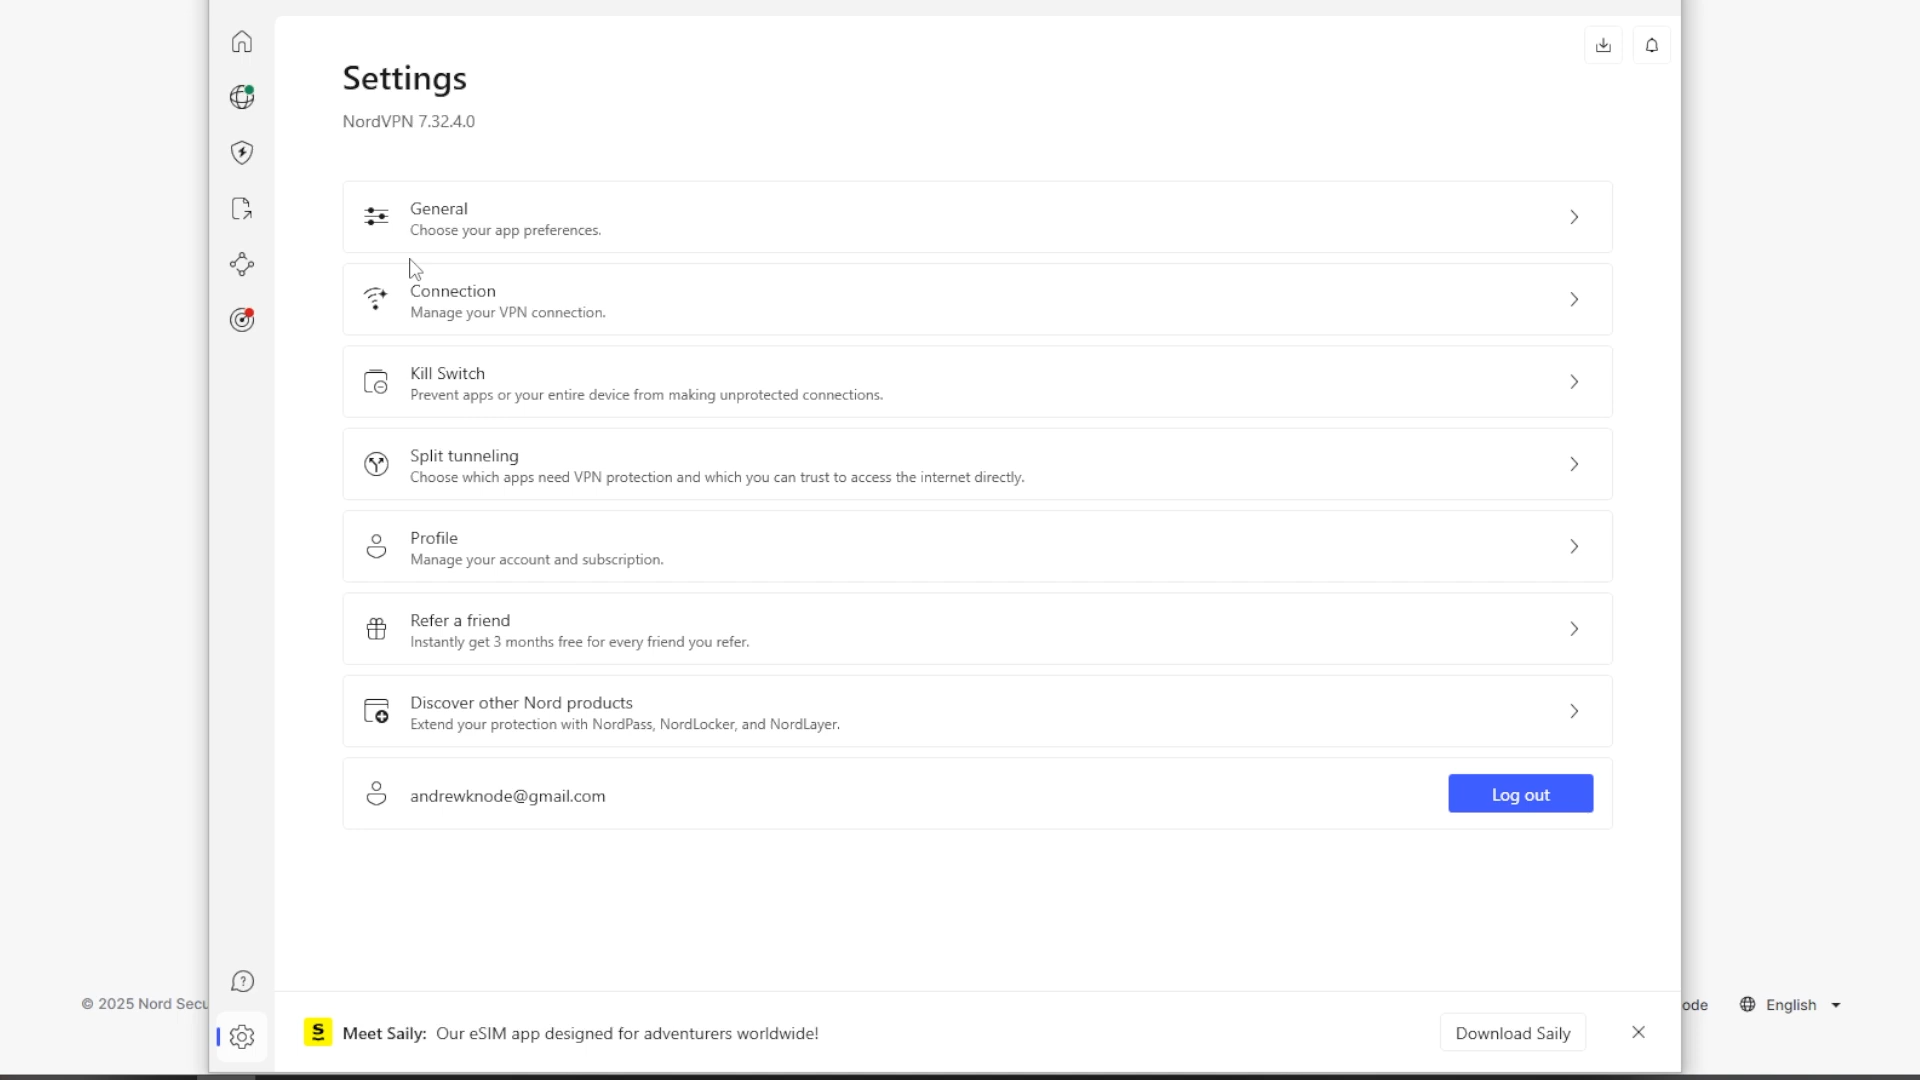 Settings
NordVPN 7.32.4.0
General
Choose your app preferences.
Connection
Manage your VPN connection.
Kill Switch
Prevent apps or your entire device from making unprotected connections.
Split tunneling
Choose which apps need VPN protection and which you can trust to access the internet directly.
Profile
Manage your account and subscription.
Refer a friend
Instantly get 3 months free for every friend you refer.
Discover other Nord products
Extend your protection with NordPass, NordLocker, and NordLayer.
andrewknode@gmail.com
Log out
© 2025 Nord Secu
ode
English
S
Meet Saily: Our eSIM app designed for adventurers worldwide!
Download Saily